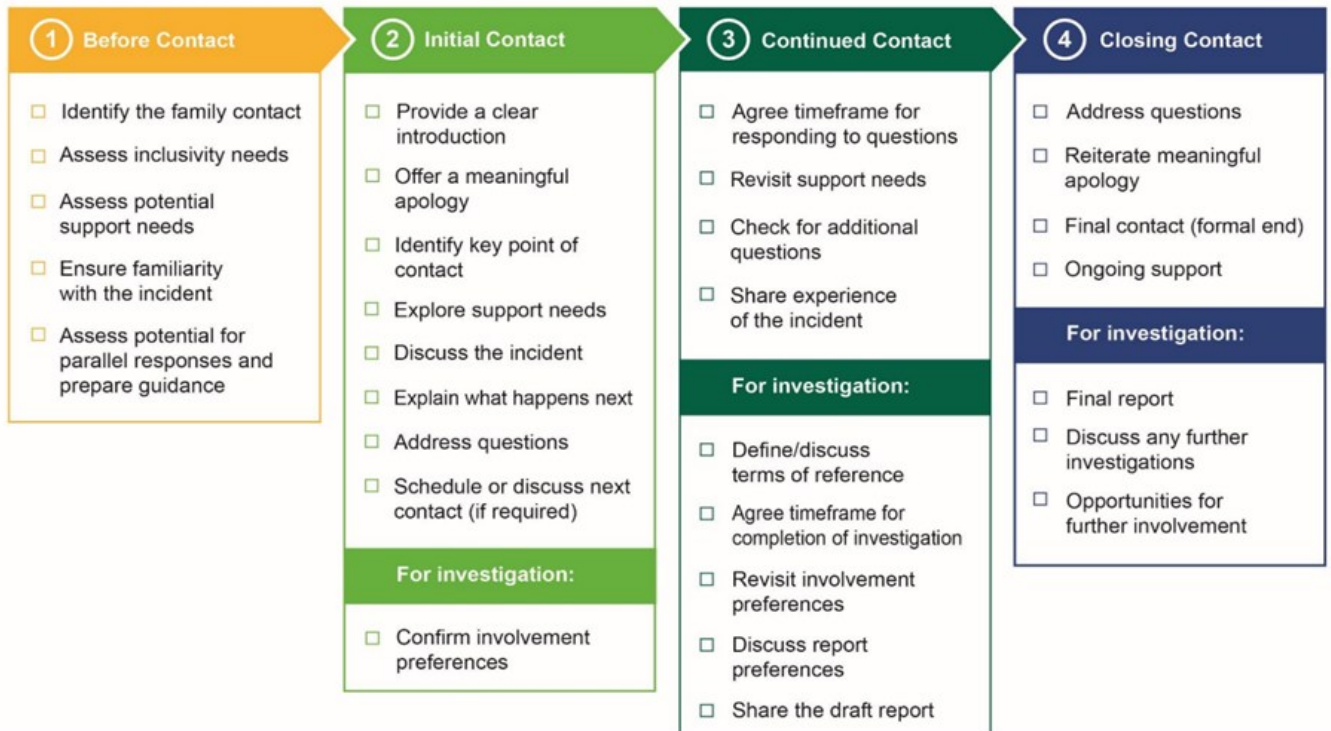 1 Before Contact
Identify the family contact
Assess inclusivity needs
Assess potential
support needs
Ensure familiarity
with the incident
Assess potential for
parallel responses and
prepare guidance
2 Initial Contact
Provide a clear
introduction
Offer a meaningful
apology
Identify key point of
contact
Explore support needs
Discuss the incident
Explain what happens next
Address questions
Schedule or discuss next
contact (if required)
For investigation:
Confirm involvement
preferences
3 Continued Contact
Agree timeframe for
responding to questions
Revisit support needs
Check for additional
questions
Share experience
of the incident
For investigation:
Define/discuss
terms of reference
Agree timeframe for
completion of investigation
Revisit involvement
preferences
Discuss report
preferences
Share the draft report
4 Closing Contact
Address questions
Reiterate meaningful
apology
Final contact (formal end)
Ongoing support
For investigation:
Final report
Discuss any further
investigations
Opportunities for
further involvement